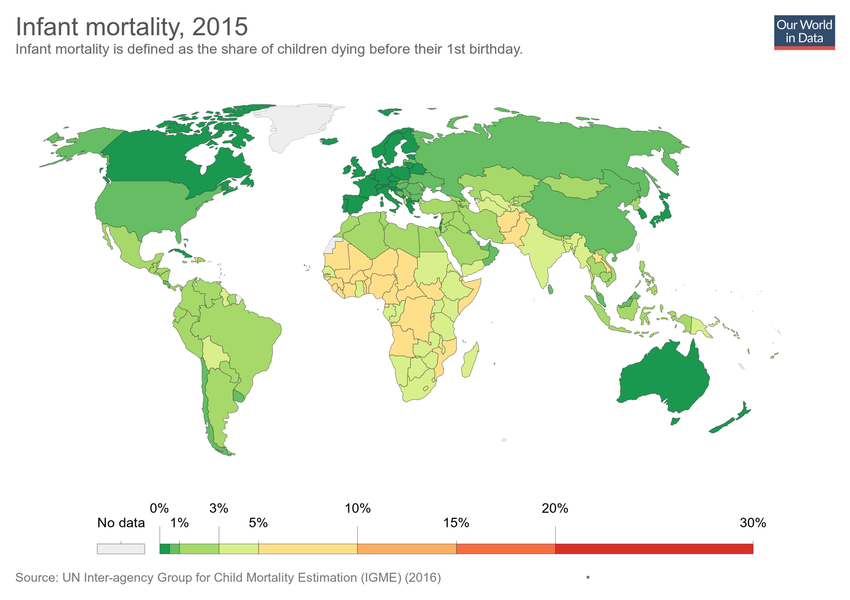 Infant mortality, 2015
Infant mortality is defined as the share of children dying before their 1st birthday.
Our World
in Data
0% 3% 10% 20%
No data 1% 5% 15% 30%
Source: UN Inter-agency Group for Child Mortality Estimation (IGME) (2016)